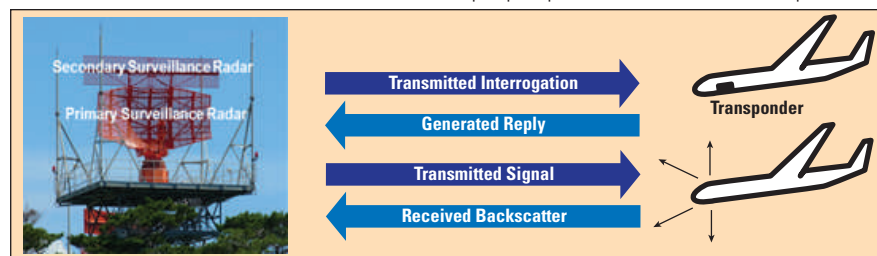 Secondary Surveillance Radar
Primary Surveillance Radar
Transmitted Interrogation
Generated Reply
Transponder
Transmitted Signal
Received Backscatter